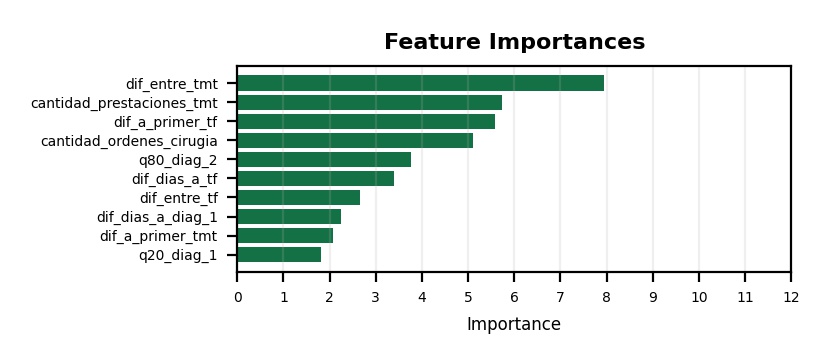 Feature Importances
dif_entre_tmt
cantidad_prestaciones_tmt
dif_a_primer_tf
cantidad_ordenes_cirugia
q80_diag_2
dif_dias_a_tf
dif_entre_tf
dif_dias_a_diag_1
dif_a_primer_tmt
q20_diag_1
0 1 2 3 4 5 6 7 8 9 10 11 12
Importance